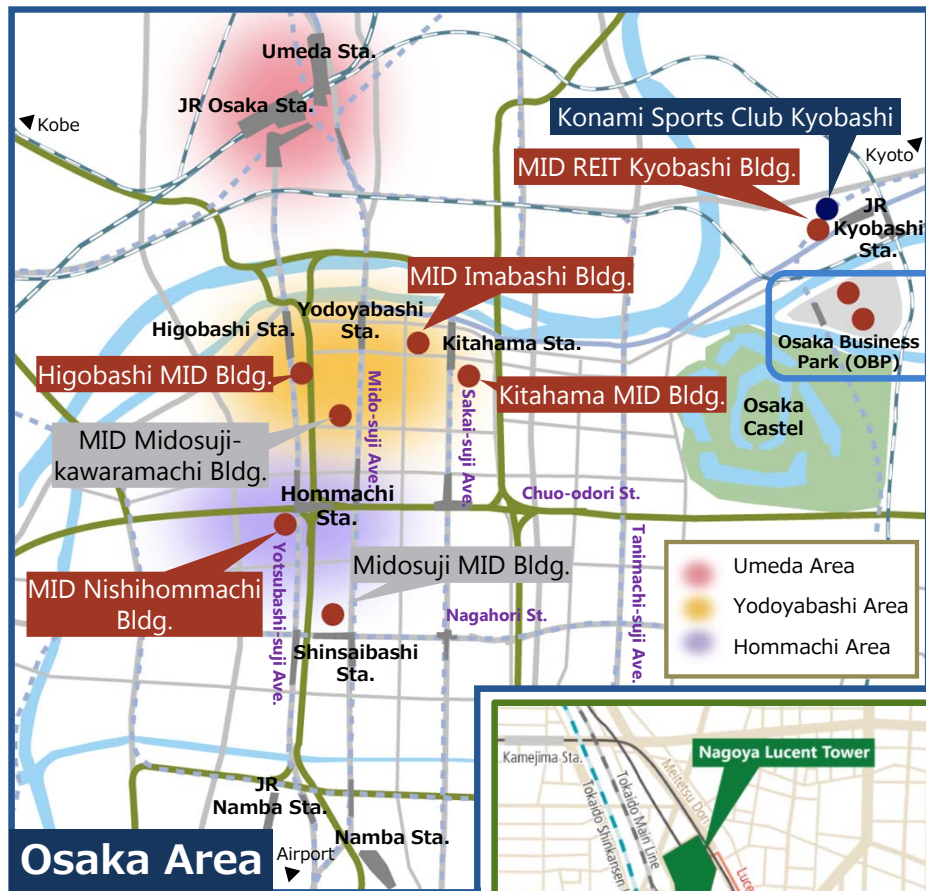 Umeda Sta.
JR Osaka Sta.
Kobe
Konami Sports Club Kyobashi
Kyoto
MID REIT Kyobashi Bldg.
JR
Kyobashi
Sta.
MID Imabashi Bldg.
Yodoyabashi
Sta.
Higobashi Sta.
Kitahama Sta.
Osaka Business
Park (OBP)
Higobashi MID Bldg.
Mido-suji Ave.
Sakai-suji Ave.
Kitahama MID Bldg.
Osaka
Castel
MID Midosuji-
kawaramachi Bldg.
Hommachi
Sta.
Chuo-odori St.
Tanimachi-suji Ave.
Yotsubashi-suji Ave.
Midosuji MID Bldg.
MID Nishihommachi
Bldg.
Nagahori St.
Umeda Area
Yodoyabashi Area
Hommachi Area
Shinsaibashi
Sta.
Kamejima Sta.
Nagoya Lucent Tower
Meitetsu Dori
Tokaido Main Line
Tokaido Shinkansen
Luce
JR
Namba Sta.
Namba Sta.
Airport
Osaka Area